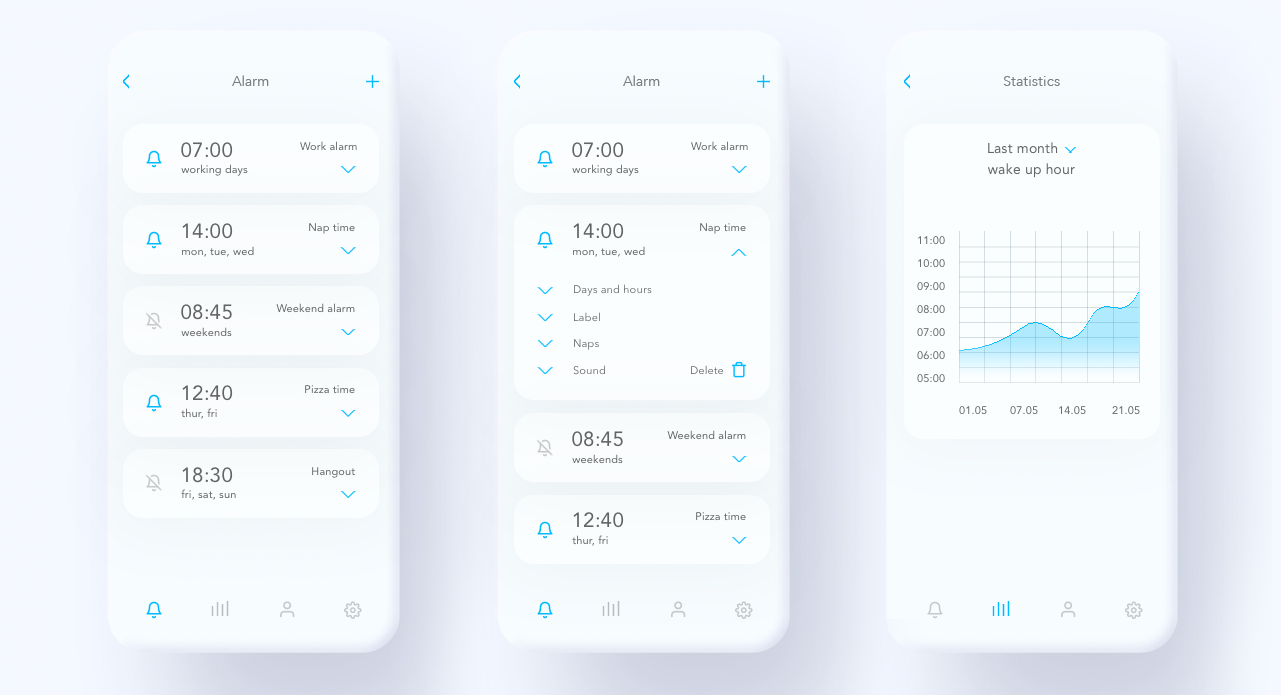 Alarm
07:00
Work alarm
working days
14:00
Nap time
mon, tue, wed
08:45
Weekend alarm
weekends
12:40
Pizza time
thur, fri
18:30
Hangout
fri, sat, sun
Alarm
07:00
Work alarm
working days
14:00
Nap time
mon, tue, wed
Days and hours
Label
Naps
Sound
Delete
08:45
Weekend alarm
weekends
12:40
Pizza time
thur, fri
Statistics
Last month
wake up hour
11:00
10:00
09:00
08:00
07:00
06:00
05:00
01.05 07.05 14.05 21.05